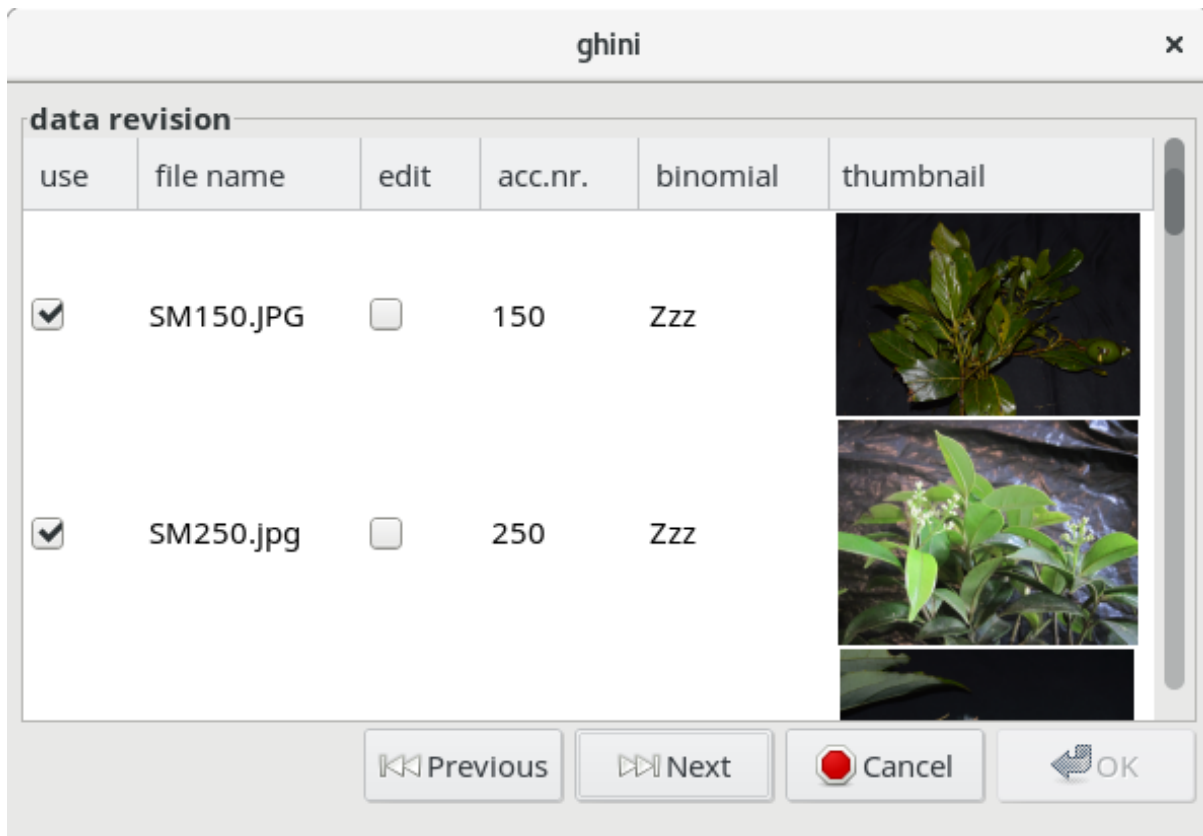 ghini
data revision
use file name edit acc.nr. binomial thumbnail
SM150.JPG 150 Zzz
SM250.jpg 250 Zzz
Previous Next Cancel OK